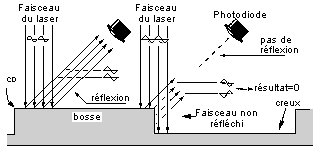 Faisceau
du laser
Faisceau
du laser
Photodiode
pas de
réflexion
résultat=0
CD
réflexion
creux
bosse
Faisceau non
réfléchi